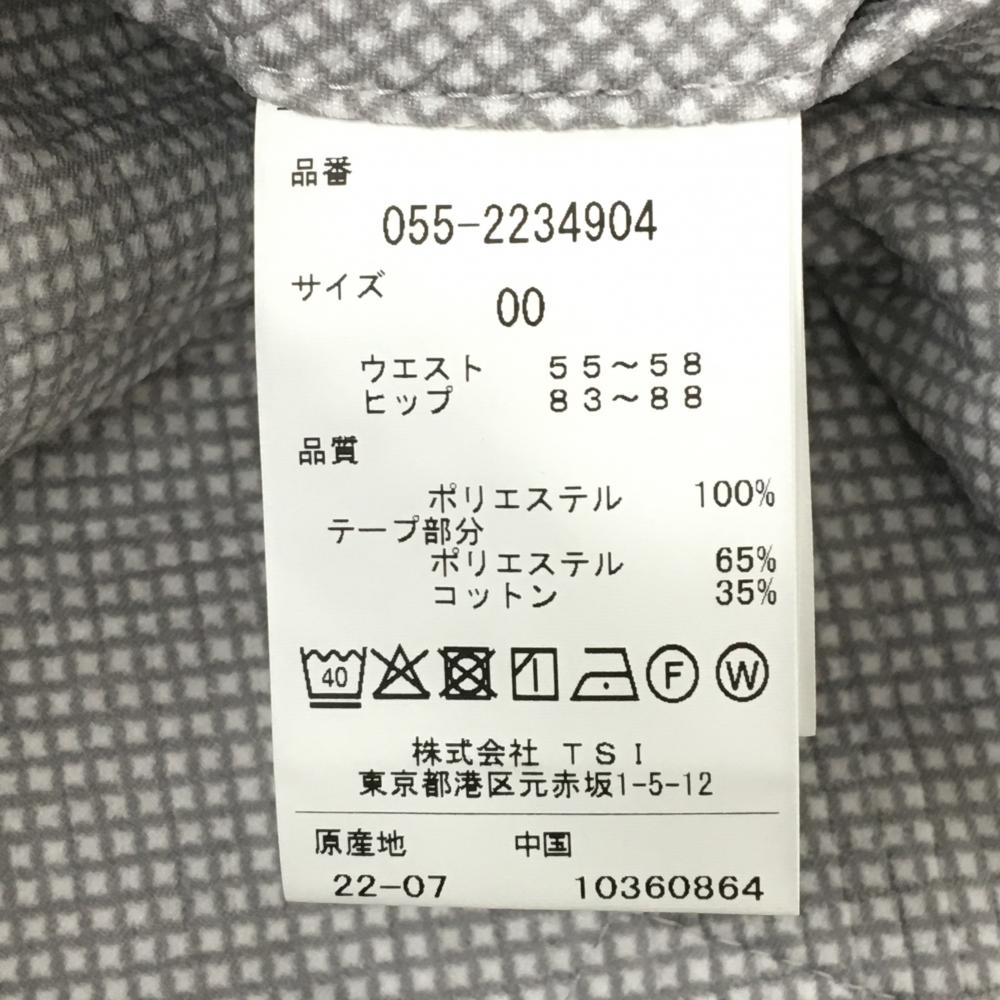 品番
055-2234904
サイズ
00
ウエスト 55~58
ヒップ 83~88
品質
ポリエステル 100%
テープ部分
ポリエステル 65%
コットン 35%
40 F W
株式会社 TSI
東京都港区元赤坂1-5-12
原産地 中国
22-07 10360864